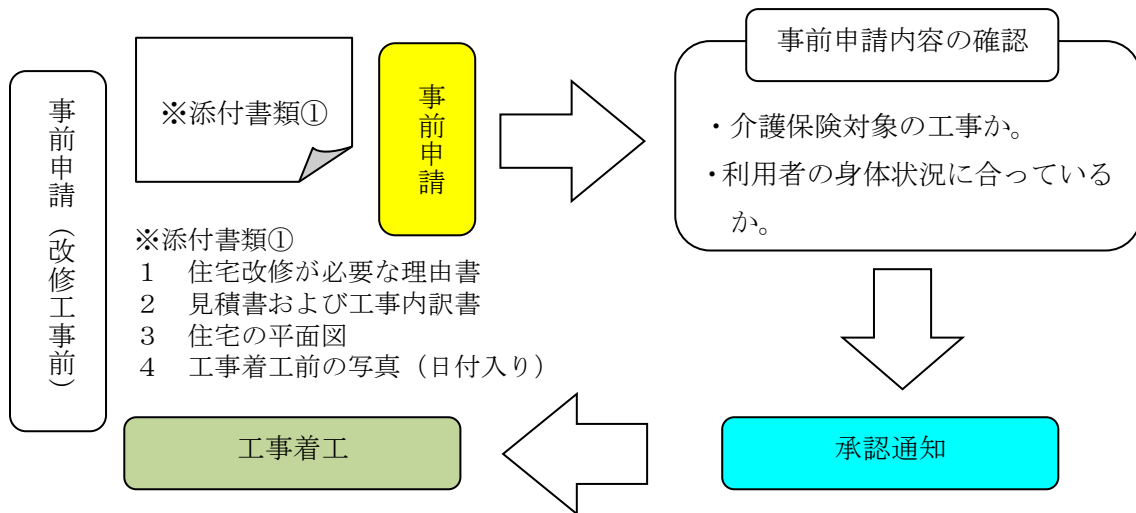 事前申請（改修工事前）
※添付書類①
事前申請
事前申請内容の確認
・介護保険対象の工事か。
・利用者の身体状況に合っている
か。
※添付書類①
１　住宅改修が必要な理由書
２　見積書および工事内訳書
３　住宅の平面図
４　工事着工前の写真（日付入り）
承認通知
工事着工